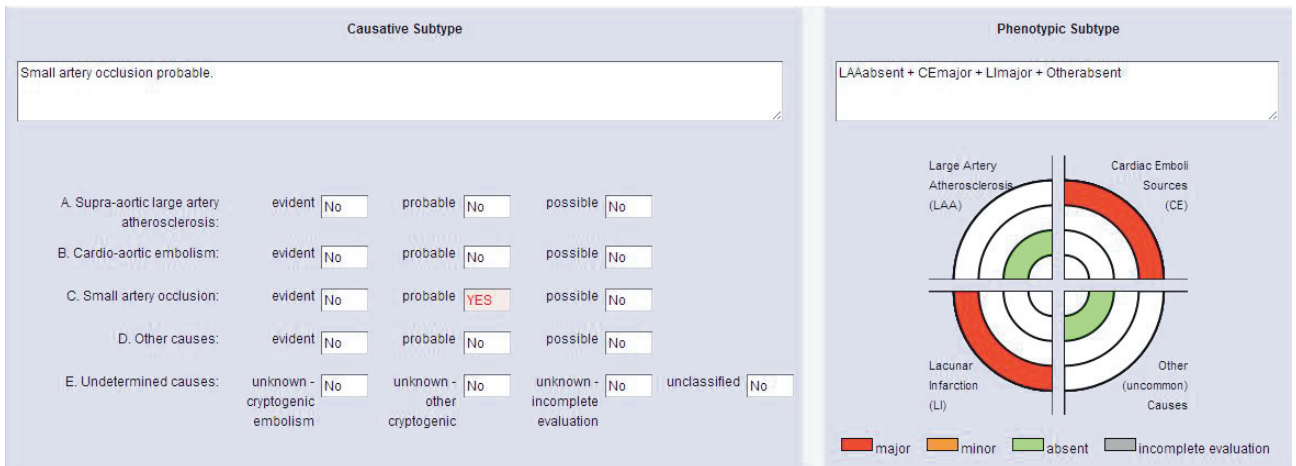 Causative Subtype
Small artery occlusion probable.
A. Supra-aortic large artery atherosclerosis: evident No probable No possible No
B. Cardio-aortic embolism: evident No probable No possible No
C. Small artery occlusion: evident No probable YES possible No
D. Other causes: evident No probable No possible No
E. Undetermined causes: unknown - cryptogenic embolism No unknown - other cryptogenic No unknown - incomplete evaluation No unclassified No
Phenotypic Subtype
LAAabsent + CEmajor + LImajor + Otherabsent
Large Artery
Atherosclerosis
(LAA)
Cardiac Emboli
Sources
(CE)
Lacunar
Infarction
(LI)
Other
(uncommon)
Causes
major minor absent incomplete evaluation